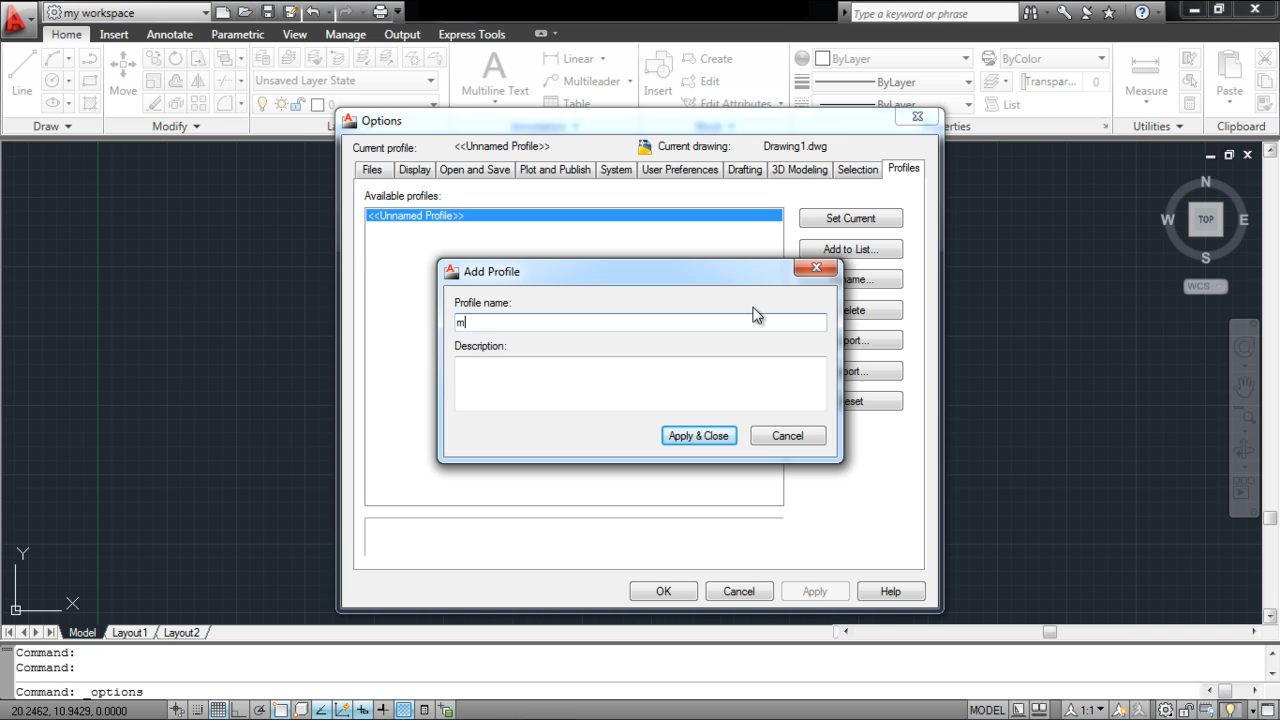 my workspace
Type a keyword or phrase
Home Insert Annotate Parametric View Manage Output Express Tools
Line
Move
Unsaved Layer State
0
Multiline Text
Linear
Multileader
Table
Insert
Create
Edit
Edit Attributes
ByLayer
ByLayer
ByLayer
ByColor
Transpar... 0
List
Measure
Paste
Draw
Modify
Utilities
Clipboard
Options
Current profile: <<Unnamed Profile>> Current drawing: Drawing1.dwg
Files Display Open and Save Plot and Publish System User Preferences Drafting 3D Modeling Selection Profiles
Available profiles:
<<Unnamed Profile>>
Set Current
Add to List...
Add Profile
Profile name:
m
Description:
Apply & Close Cancel
OK Cancel Apply Help
N
W TOP E
S
WCS
Y
X
Model Layout1 Layout2
Command:
Command:
Command: _options
20.2462, 10.9429, 0.0000
MODEL
1:1